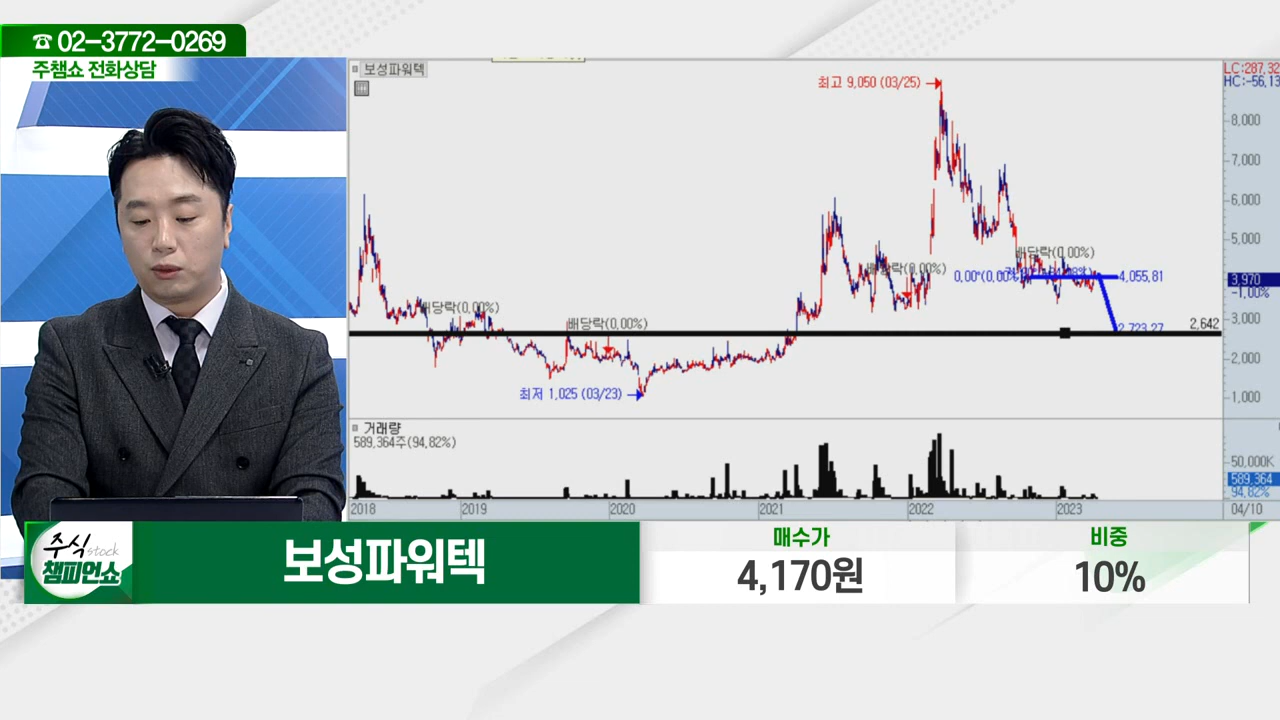 ☎ 02-3772-0269
주챔쇼 전화상담
보성파워텍
최고 9,050 (03/25)
LC:287,32
HC:-56,13
8,000
7,000
6,000
5,000
배당락(0,00%)
배당락(0,00%)
4,055,81
3,970
-1,00%
배당락(0,00%)
배당락(0,00%)
3,000
2,723,27
2,642
2,000
최저 1,025 (03/23)
1,000
거래량
589,364주(94,82%)
50,000K
589,364
94,82%
2018 2019 2020 2021 2022 2023 04/10
주식 stock
챔피언쇼
보성파워텍
매수가
4,170원
비중
10%